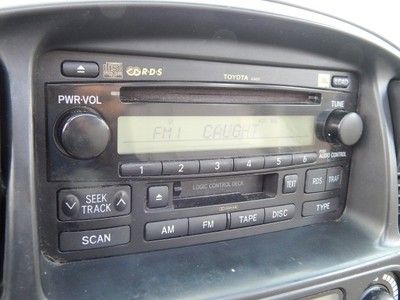 R·D·S
TOYOTA
LOAD
PWR·VOL
TUNE
FM1 CAUGHT
1 2 3 4 5 6
AUDIO CONTROL
LOGIC CONTROL DECK
TEXT
RDS
TRAF
SEEK
TRACK
SCAN
AM
FM
TAPE
DISC
TYPE